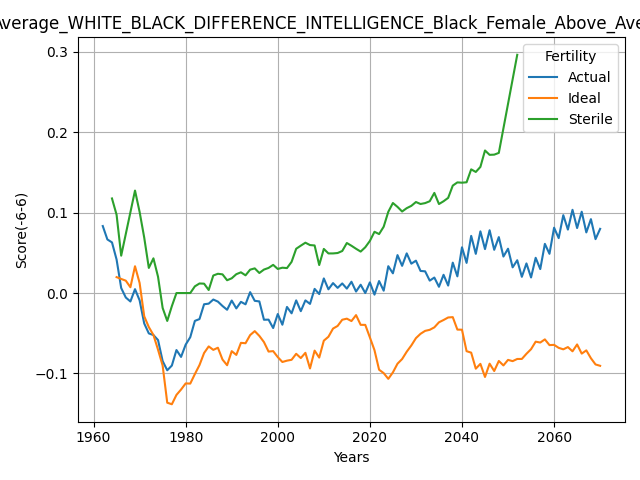 Average_WHITE_BLACK_DIFFERENCE_INTELLIGENCE_Black_Female_Above_Ave
Fertility
Actual
Ideal
Sterile
Score(-6-6)
0.3
0.2
0.1
0.0
−0.1
1960 1980 2000 2020 2040 2060
Years